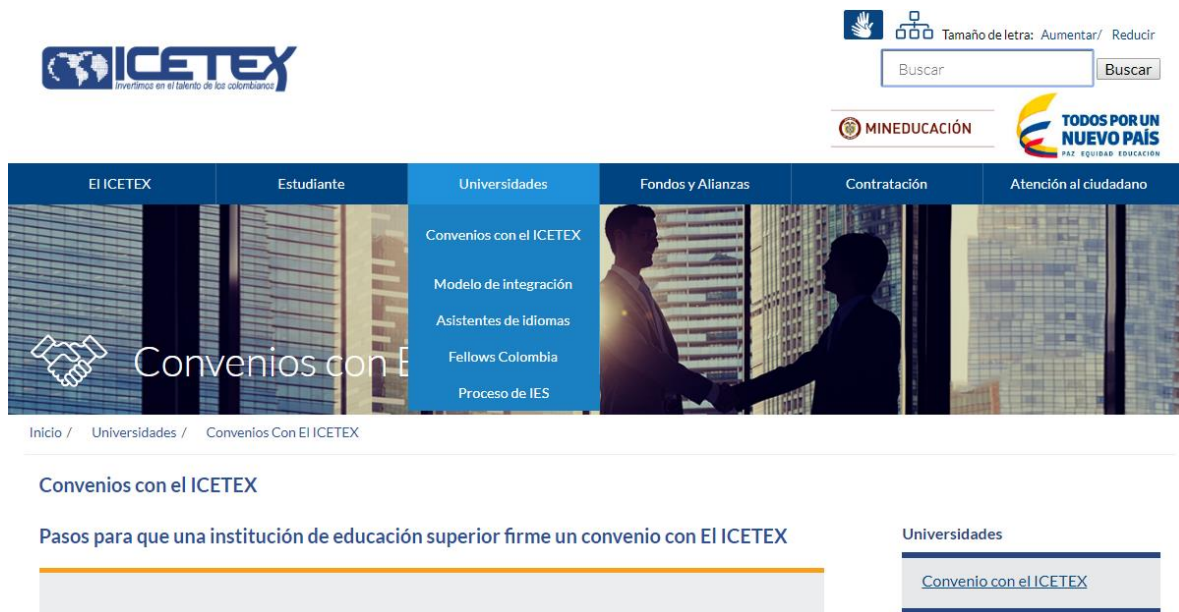 ICETEX
Invertimos en el talento de los colombianos
Tamaño de letra: Aumentar/ Reducir
Buscar Buscar
MINEDUCACIÓN
TODOS POR UN
NUEVO PAÍS
PAZ EQUIDAD EDUCACIÓN
El ICETEX Estudiante Universidades Fondos y Alianzas Contratación Atención al ciudadano
Convenios con el ICETEX
Modelo de integración
Asistentes de idiomas
Fellows Colombia
Proceso de IES
Convenios con E
Inicio / Universidades / Convenios Con El ICETEX
Convenios con el ICETEX
Pasos para que una institución de educación superior firme un convenio con El ICETEX
Universidades
Convenio con el ICETEX